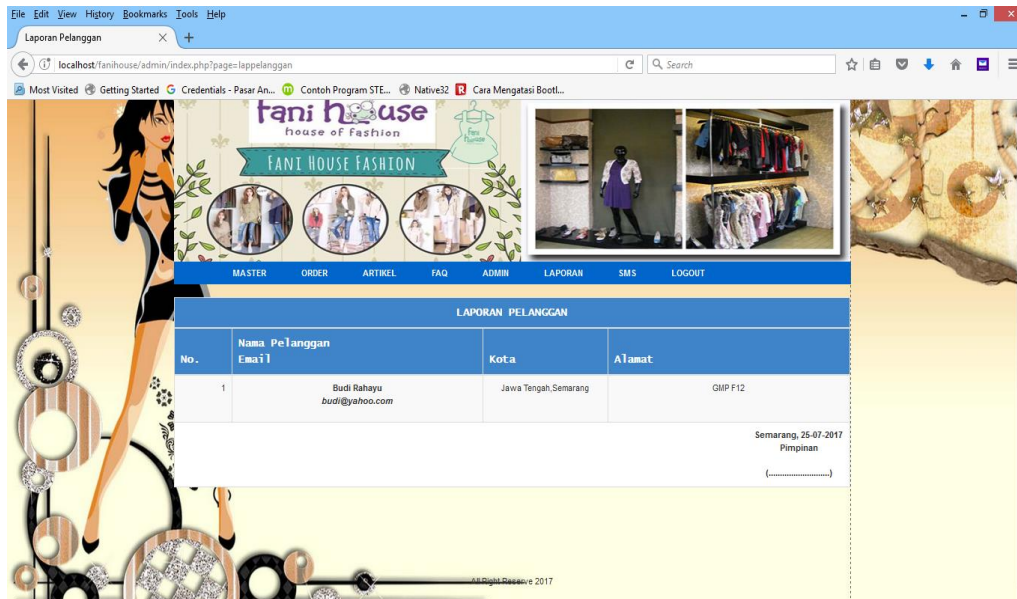 File Edit View History Bookmarks Tools Help
Laporan Pelanggan
localhost/fanihouse/admin/index.php?page=lappelanggan
Search
Most Visited Getting Started Credentials - Pasar An... Contoh Program STE... Native32 Cara Mengatasi Bootl...
fani house
house of fashion
FANI HOUSE FASHION
MASTER ORDER ARTIKEL FAQ ADMIN LAPORAN SMS LOGOUT
LAPORAN PELANGGAN
No. Nama Pelanggan Kota Alamat
Email
1 Budi Rahayu Jawa Tengah,Semarang GMP F12
budi@yahoo.com
Semarang, 25-07-2017
Pimpinan
(............................)
All Right Reserve 2017